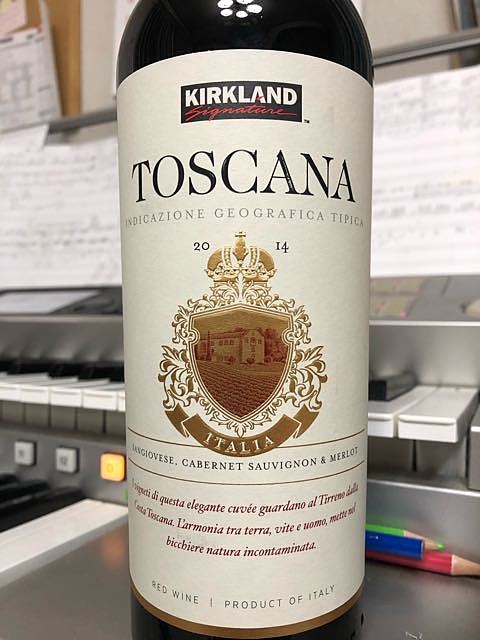 KIRKLAND
Signature™
TOSCANA
INDICAZIONE GEOGRAFICA TIPICA
20 14
ITALIA
SANGIOVESE, CABERNET SAUVIGNON & MERLOT
I vigneti di questa elegante cuvée guardano al Tirreno dalla
Costa Toscana. L'armonia tra terra, vite e uomo, mette nel
bicchiere natura incontaminata.
RED WINE | PRODUCT OF ITALY